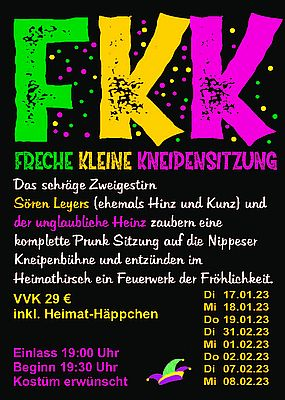 FKK
FRECHE KLEINE KNEIPENSITZUNG
Das schräge Zweigestirn
Sören Leyers (ehemals Hinz und Kunz) und
der unglaubliche Heinz zaubern eine
komplette Prunk Sitzung auf die Nippeser
Kneipenbühne und entzünden im
Heimathirsch ein Feuerwerk der Fröhlichkeit.
VVK 29 €
inkl. Heimat-Häppchen
Einlass 19:00 Uhr
Beginn 19:30 Uhr
Kostüm erwünscht
Di 17.01.23
Mi 18.01.23
Do 19.01.23
Di 31.02.23
Mi 01.02.23
Do 02.02.23
Di 07.02.23
Mi 08.02.23